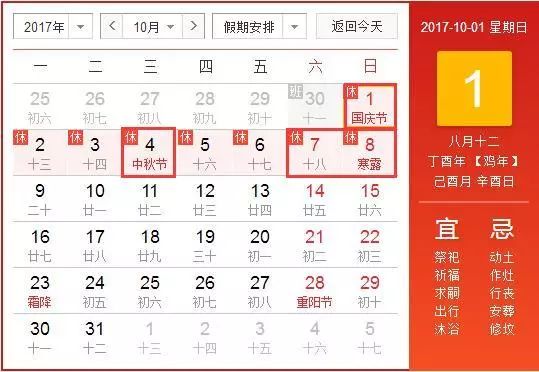 2017年 < 10月 > 假期安排 返回今天
一 二 三 四 五 六 日
25 26 27 28 29 班 30 休 1
初六 初七 初八 初九 初十 十一 国庆节
休 2 休 3 休 4 休 5 休 6 休 7 休 8
十三 十四 中秋节 十六 十七 十八 寒露
9 10 11 12 13 14 15
二十 廿一 廿二 廿三 廿四 廿五 廿六
16 17 18 19 20 21 22
廿七 廿八 廿九 三十 初一 初二 初三
23 24 25 26 27 28 29
霜降 初五 初六 初七 初八 重阳节 初十
30 31 1 2 3 4 5
十一 十二 十三 十四 十五 十六 十七
2017-10-01 星期日
1
八月十二
丁酉年【鸡年】
己酉月 辛酉日
宜 忌
祭祀 动土
祈福 作灶
求嗣 行丧
出行 安葬
沐浴 修坟